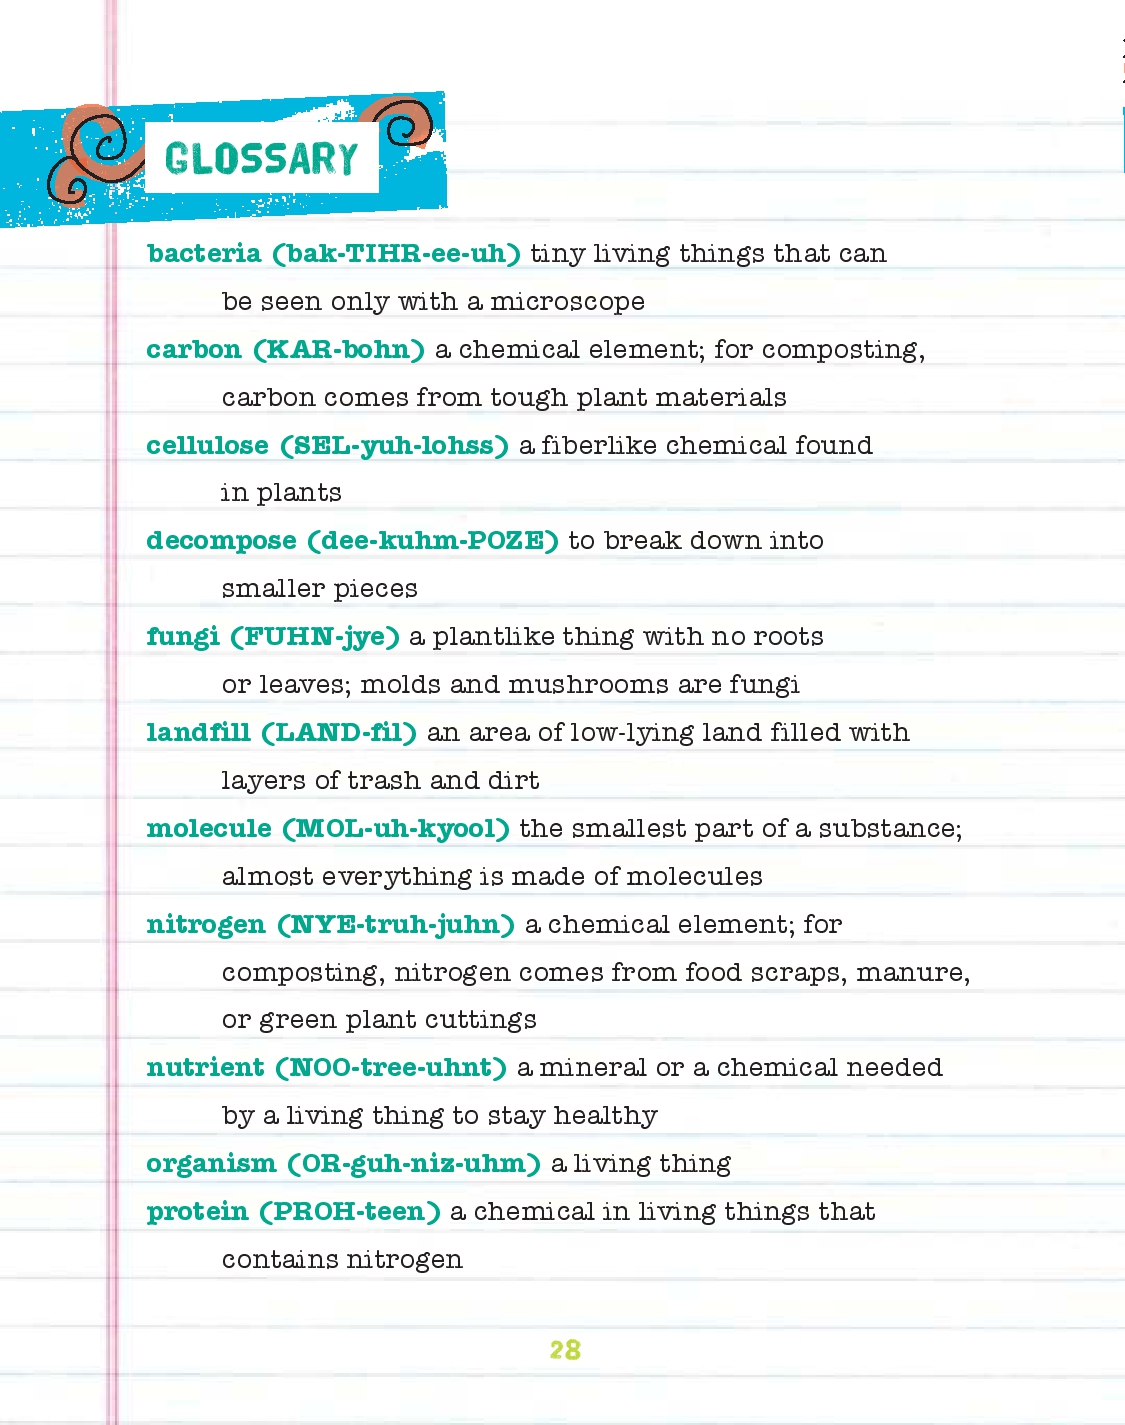 GLOSSARY
bacteria (bak-TIHR-ee-uh) tiny living things that can
be seen only with a microscope
carbon (KAR-bohn) a chemical element; for composting,
carbon comes from tough plant materials
cellulose (SEL-yuh-lohss) a fiberlike chemical found
in plants
decompose (dee-kuhm-POZE) to break down into
smaller pieces
fungi (FUHN-jye) a plantlike thing with no roots
or leaves; molds and mushrooms are fungi
landfill (LAND-fil) an area of low-lying land filled with
layers of trash and dirt
molecule (MOL-uh-kyool) the smallest part of a substance;
almost everything is made of molecules
nitrogen (NYE-truh-juhn) a chemical element; for
composting, nitrogen comes from food scraps, manure,
or green plant cuttings
nutrient (NOO-tree-uhnt) a mineral or a chemical needed
by a living thing to stay healthy
organism (OR-guh-niz-uhm) a living thing
protein (PROH-teen) a chemical in living things that
contains nitrogen
28